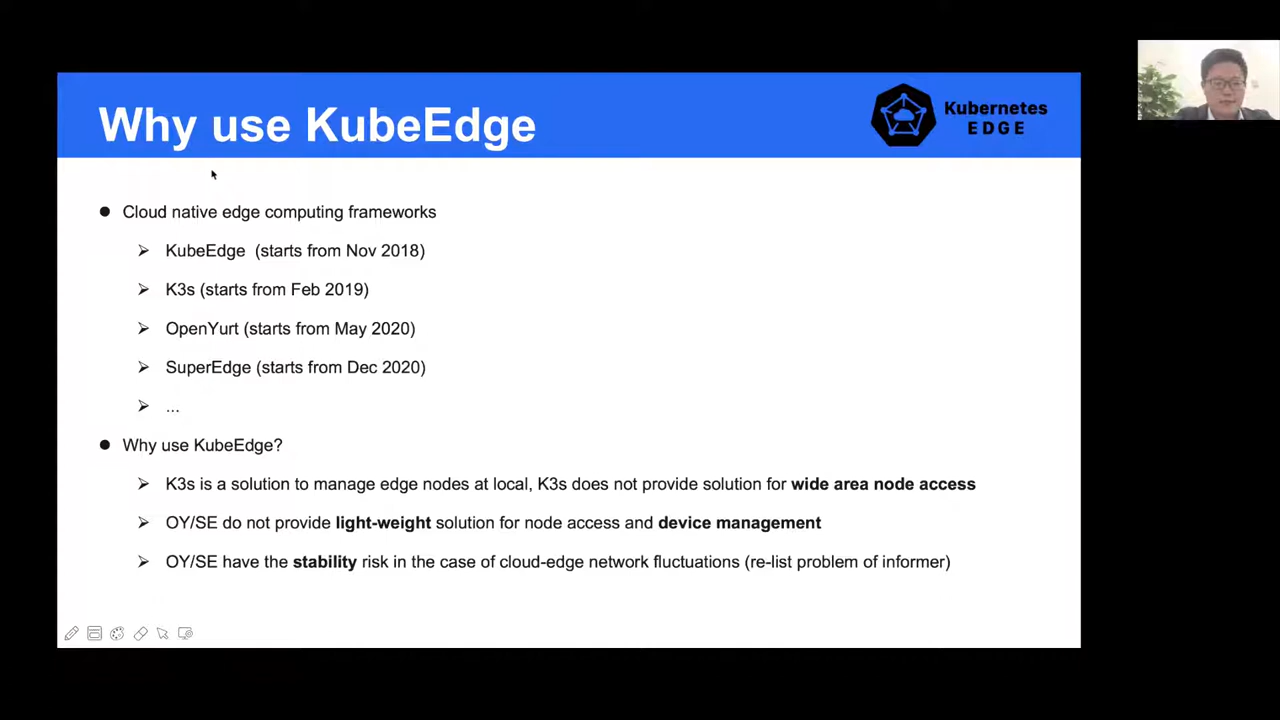 Why use KubeEdge
Kubernetes
EDGE
Cloud native edge computing frameworks
KubeEdge (starts from Nov 2018)
K3s (starts from Feb 2019)
OpenYurt (starts from May 2020)
SuperEdge (starts from Dec 2020)
...
Why use KubeEdge?
K3s is a solution to manage edge nodes at local, K3s does not provide solution for wide area node access
OY/SE do not provide light-weight solution for node access and device management
OY/SE have the stability risk in the case of cloud-edge network fluctuations (re-list problem of informer)